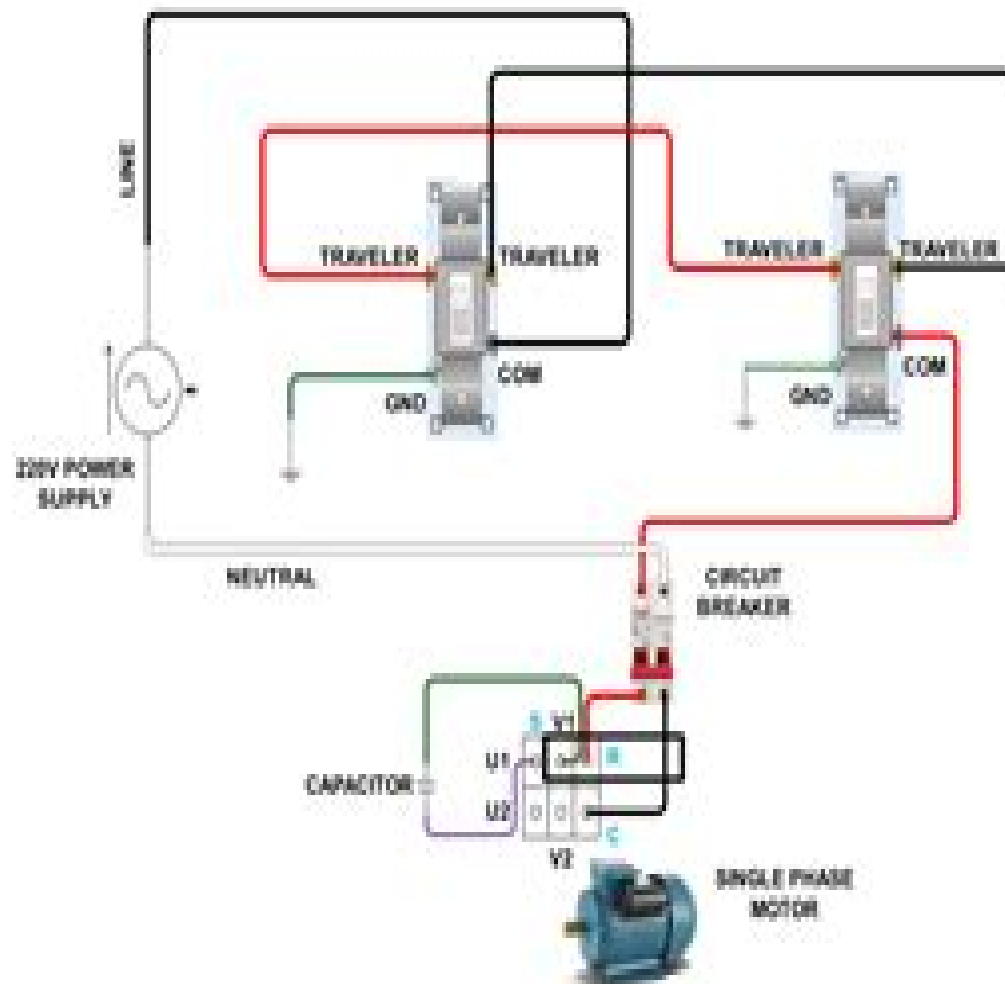 LINE
TRAVELER
TRAVELER
TRAVELER
TRAVELER
COM
COM
GND
GND
220V POWER
SUPPLY
NEUTRAL
CIRCUIT
BREAKER
S
V1
U1
R
CAPACITOR
U2
C
V2
SINGLE PHASE
MOTOR